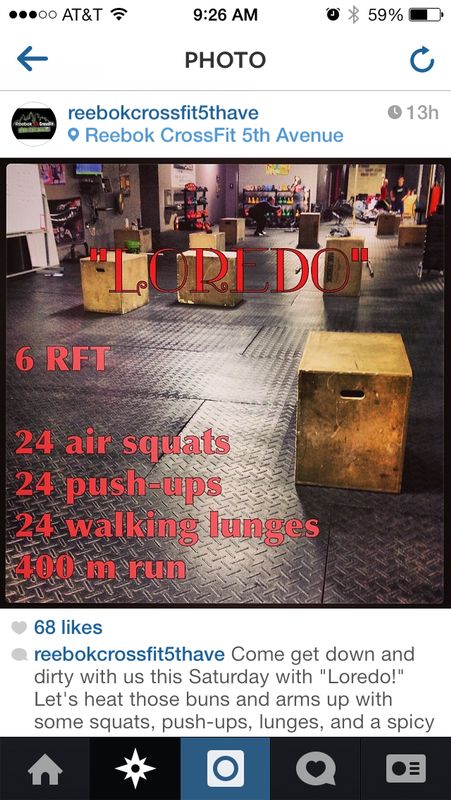 AT&T 9:26 AM 59%
PHOTO
reebokcrossfit5thave 13h
Reebok CrossFit 5th Avenue
"LOREDO"
6 RFT
24 air squats
24 push-ups
24 walking lunges
400 m run
68 likes
reebokcrossfit5thave Come get down and
dirty with us this Saturday with "Loredo!"
Let's heat those buns and arms up with
some squats, push-ups, lunges, and a spicy